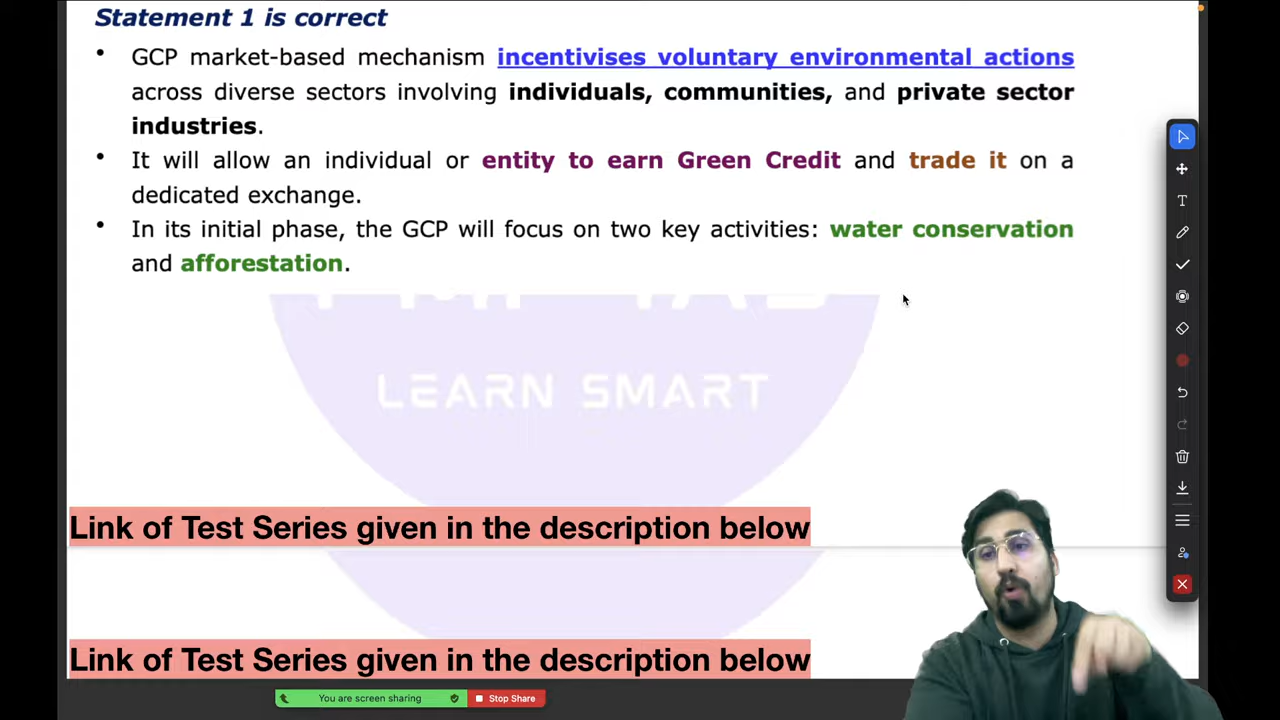 Statement 1 is correct
• GCP market-based mechanism incentivises voluntary environmental actions
across diverse sectors involving individuals, communities, and private sector
industries.
• It will allow an individual or entity to earn Green Credit and trade it on a
dedicated exchange.
• In its initial phase, the GCP will focus on two key activities: water conservation
and afforestation.
LEARN SMART
Link of Test Series given in the description below
Link of Test Series given in the description below
You are screen sharing
Stop Share